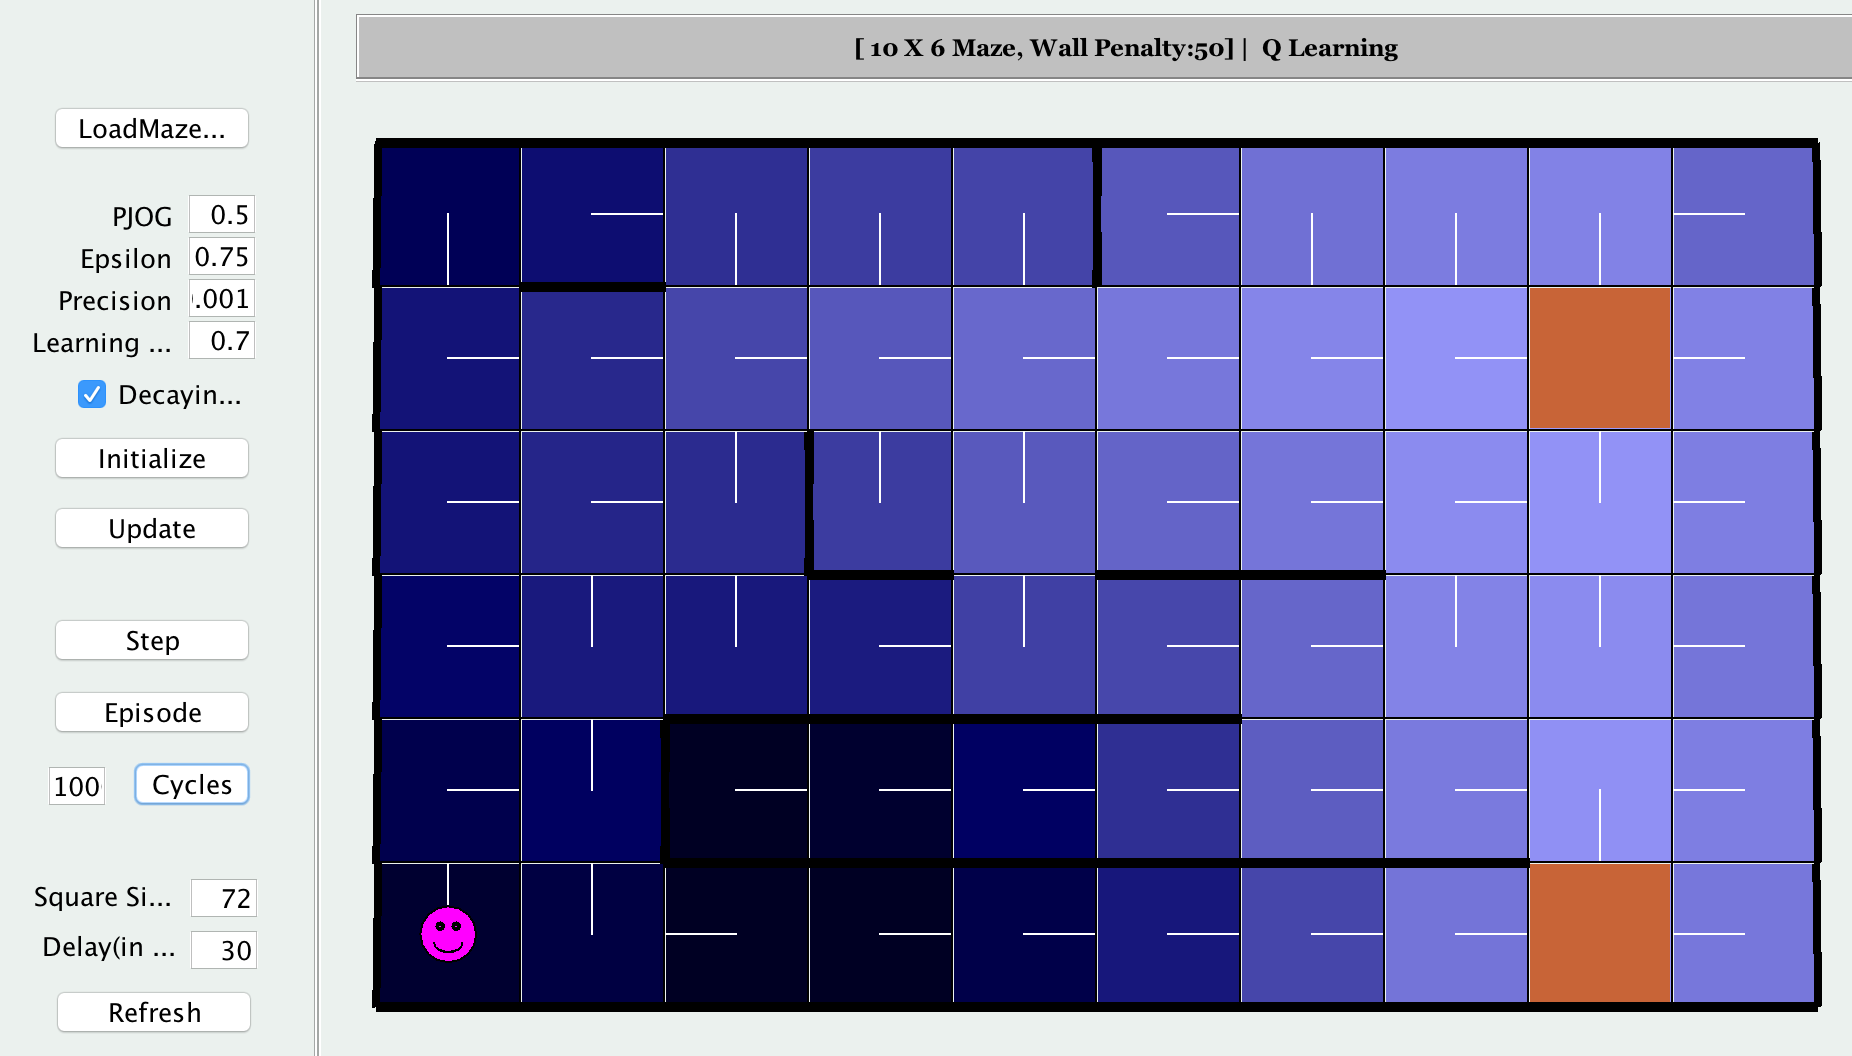 [ 10 X 6 Maze, Wall Penalty:50] | Q Learning
LoadMaze...
PJOG 0.5
Epsilon 0.75
Precision .001
Learning ... 0.7
Decayin...
Initialize
Update
Step
Episode
100 Cycles
Square Si... 72
Delay(in ... 30
Refresh